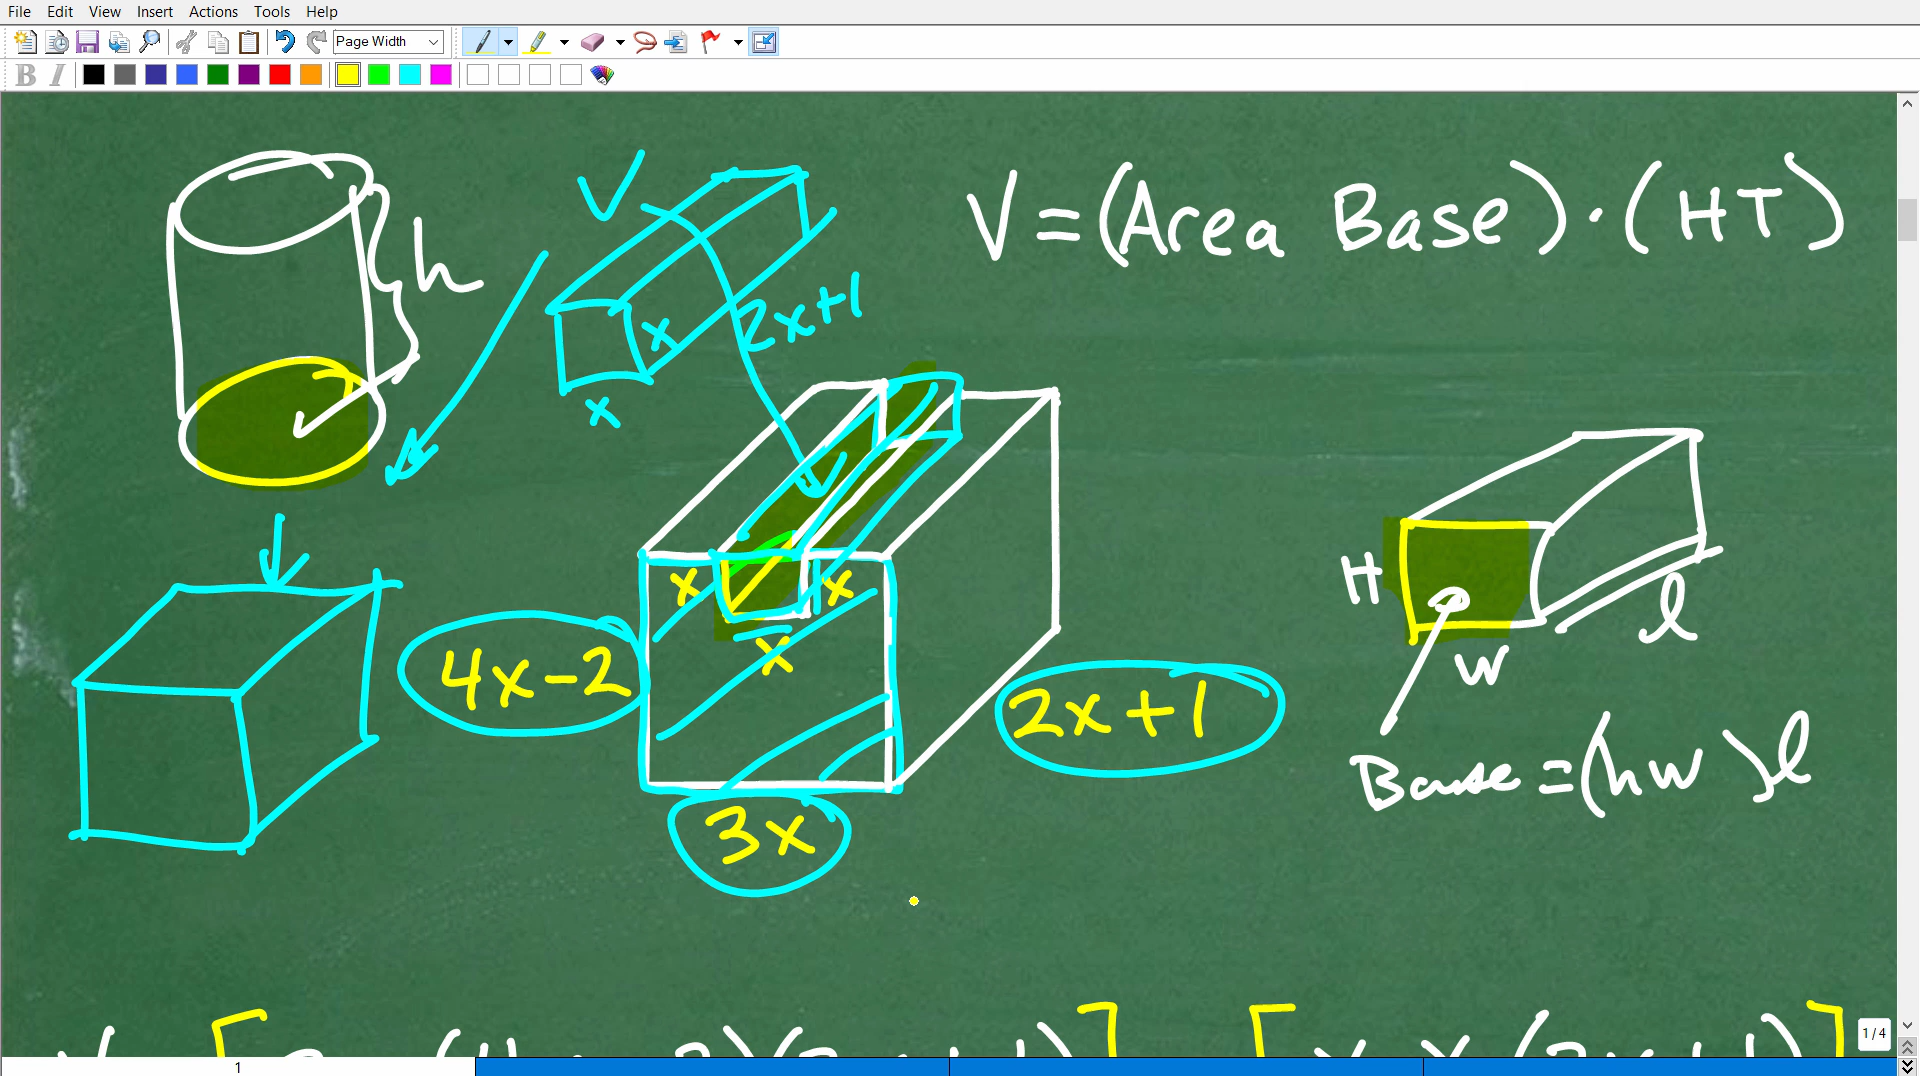 File Edit View Insert Actions Tools Help
Page Width
B I
V = (Area Base) · (HT)
h
2x+1
x
x
x x
x
4x-2
2x+1
3x
H
l
w
Base = (hw)l
1 / 4
1